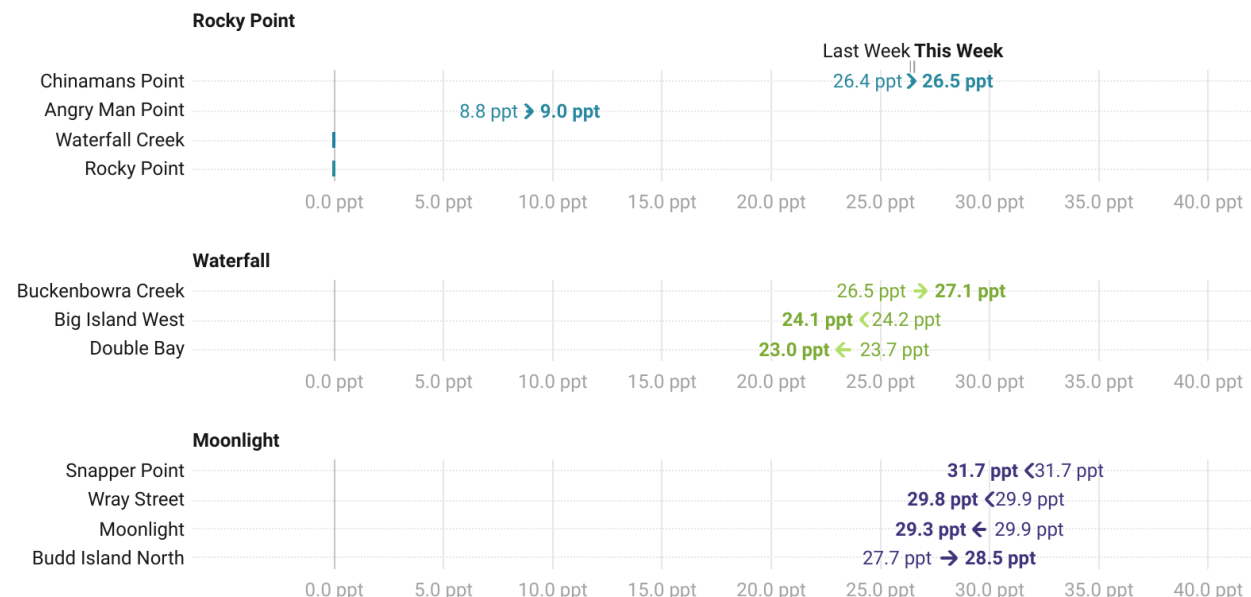 Rocky Point
Last Week This Week
Chinamans Point 26.4 ppt 26.5 ppt
Angry Man Point 8.8 ppt 9.0 ppt
Waterfall Creek
Rocky Point
0.0 ppt 5.0 ppt 10.0 ppt 15.0 ppt 20.0 ppt 25.0 ppt 30.0 ppt 35.0 ppt 40.0 ppt
Waterfall
Buckenbowra Creek 26.5 ppt 27.1 ppt
Big Island West 24.1 ppt 24.2 ppt
Double Bay 23.0 ppt 23.7 ppt
0.0 ppt 5.0 ppt 10.0 ppt 15.0 ppt 20.0 ppt 25.0 ppt 30.0 ppt 35.0 ppt 40.0 ppt
Moonlight
Snapper Point 31.7 ppt 31.7 ppt
Wray Street 29.8 ppt 29.9 ppt
Moonlight 29.3 ppt 29.9 ppt
Budd Island North 27.7 ppt 28.5 ppt
0.0 ppt 5.0 ppt 10.0 ppt 15.0 ppt 20.0 ppt 25.0 ppt 30.0 ppt 35.0 ppt 40.0 ppt